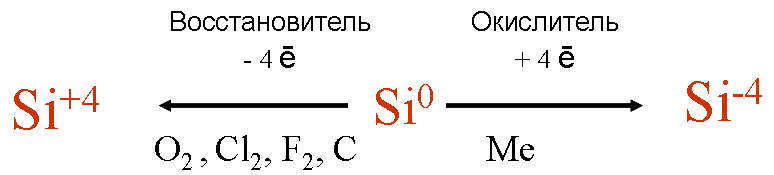 Восстановитель Окислитель
- 4 ē + 4 ē
Si⁺⁴ Si⁰ Si⁻⁴
O₂ , Cl₂, F₂, C Me